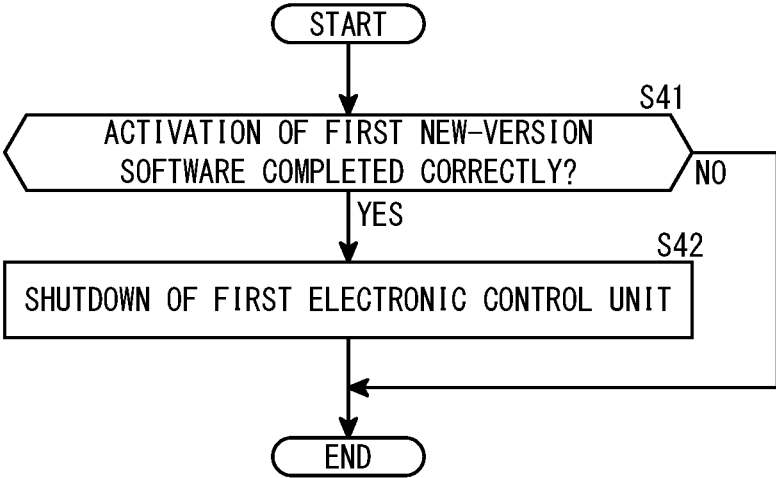 START
S41
ACTIVATION OF FIRST NEW-VERSION
SOFTWARE COMPLETED CORRECTLY?
NO
YES
S42
SHUTDOWN OF FIRST ELECTRONIC CONTROL UNIT
END